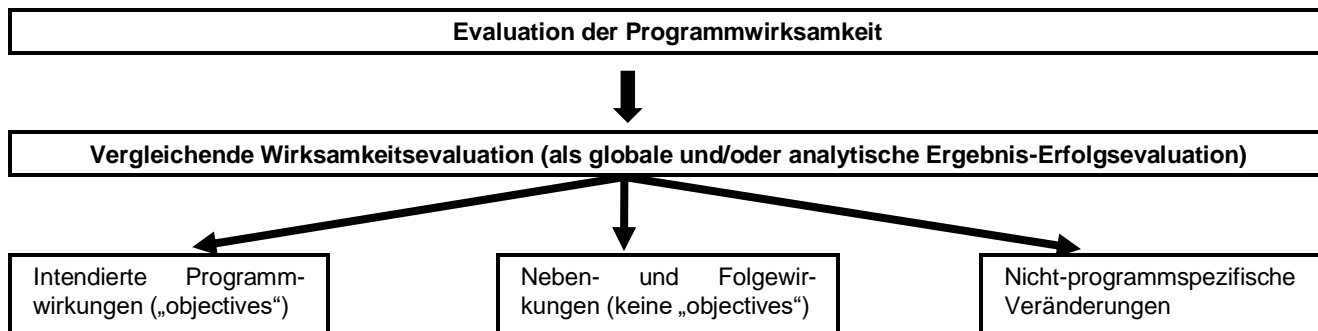 Evaluation der Programmwirksamkeit
Vergleichende Wirksamkeitsevaluation (als globale und/oder analytische Ergebnis-Erfolgsevaluation)
Intendierte Programm-
wirkungen („objectives“)
Neben- und Folgewir-
kungen (keine „objectives“)
Nicht-programmspezifische
Veränderungen